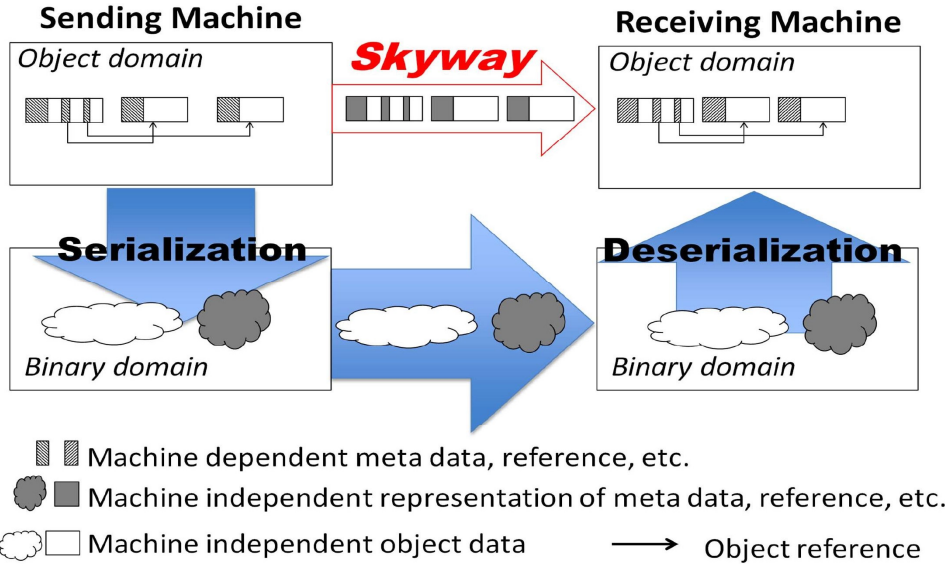 Sending Machine
Receiving Machine
Object domain
Skyway
Object domain
Serialization
Deserialization
Binary domain
Binary domain
Machine dependent meta data, reference, etc.
Machine independent representation of meta data, reference, etc.
Machine independent object data
Object reference